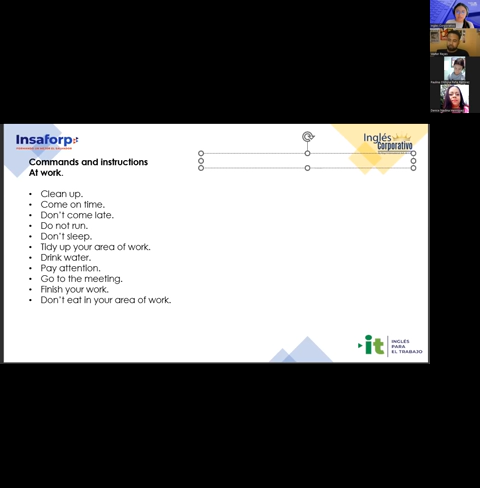 Insaforp
Inglés
Corporativo
Commands and instructions
At work.
• Clean up.
• Come on time.
• Don't come late.
• Do not run.
• Don't sleep.
• Tidy up your area of work.
• Drink water.
• Pay attention.
• Go to the meeting.
• Finish your work.
• Don't eat in your area of work.
it
INGLÉS
PARA
EL TRABAJO